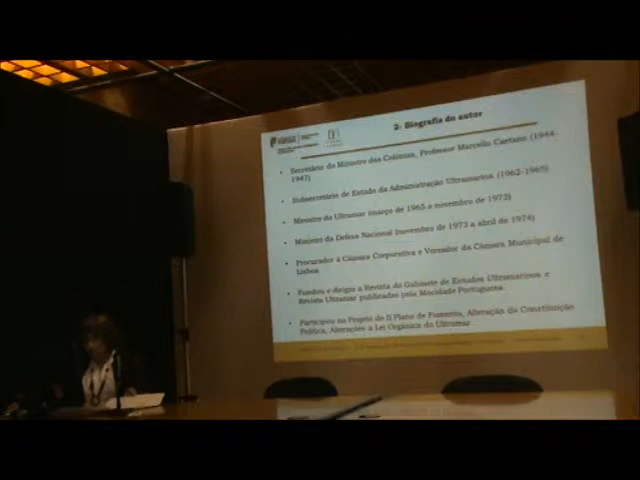 2- Biografia do autor
• Secretário do Ministro das Colónias, Professor Marcello Caetano (1944-
1947)
• Subsecretário de Estado da Administração Ultramarina (1962-1965)
• Ministro do Ultramar (março de 1965 a novembro de 1973)
• Ministro da Defesa Nacional (novembro de 1973 a abril de 1974)
• Procurador à Câmara Corporativa e Vereador da Câmara Municipal de
Lisboa
• Fundou e dirigiu a Revista do Gabinete de Estudos Ultramarinos e
Revista Ultramar publicadas pela Mocidade Portuguesa.
• Participou na Projeto do II Plano de Fomento, Alteração da Constituição
Política, Alterações à Lei Orgânica do Ultramar